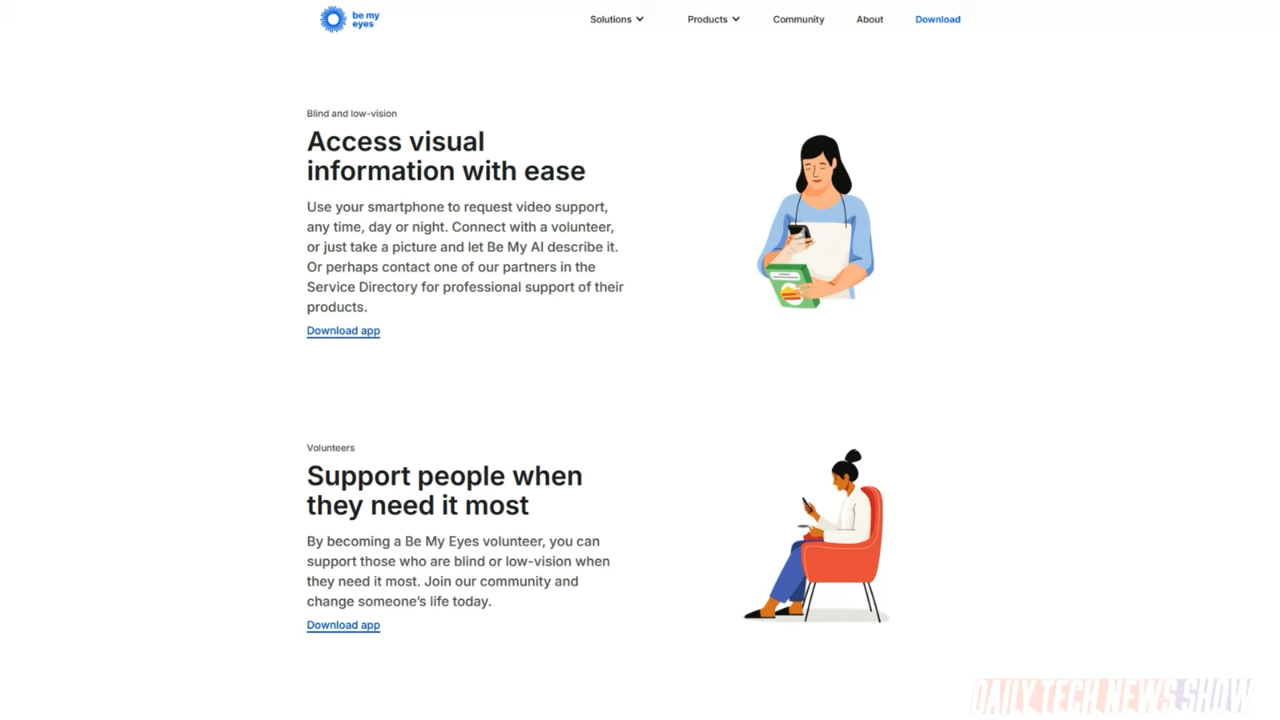 be my
eyes
Solutions
Products
Community
About
Download
Blind and low-vision
Access visual
information with ease
Use your smartphone to request video support,
any time, day or night. Connect with a volunteer,
or just take a picture and let Be My AI describe it.
Or perhaps contact one of our partners in the
Service Directory for professional support of their
products.
Download app
Volunteers
Support people when
they need it most
By becoming a Be My Eyes volunteer, you can
support those who are blind or low-vision when
they need it most. Join our community and
change someone’s life today.
Download app
DAILY TECH NEWS SHOW